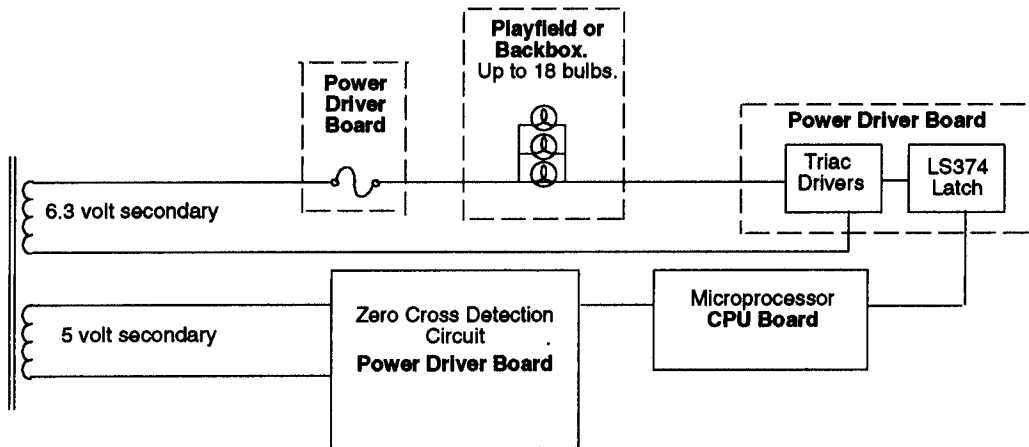 Playfield or
Backbox.
Up to 18 bulbs.
Power
Driver
Board
Power Driver Board
Triac
Drivers
LS374
Latch
6.3 volt secondary
5 volt secondary
Zero Cross Detection
Circuit
Power Driver Board
Microprocessor
CPU Board